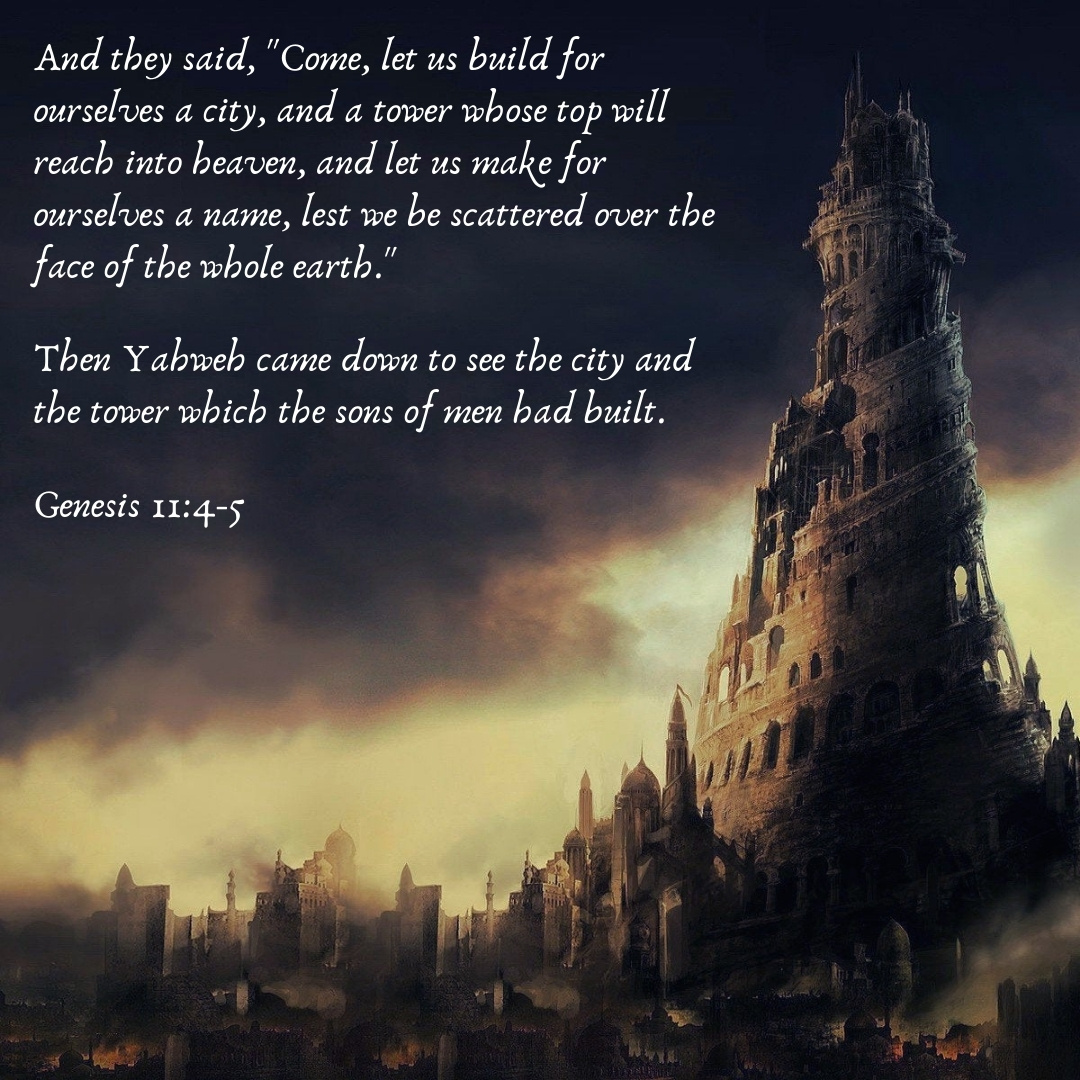 And they said, "Come, let us build for
ourselves a city, and a tower whose top will
reach into heaven, and let us make for
ourselves a name, lest we be scattered over the
face of the whole earth."
Then Yahweh came down to see the city and
the tower which the sons of men had built.
Genesis 11:4-5